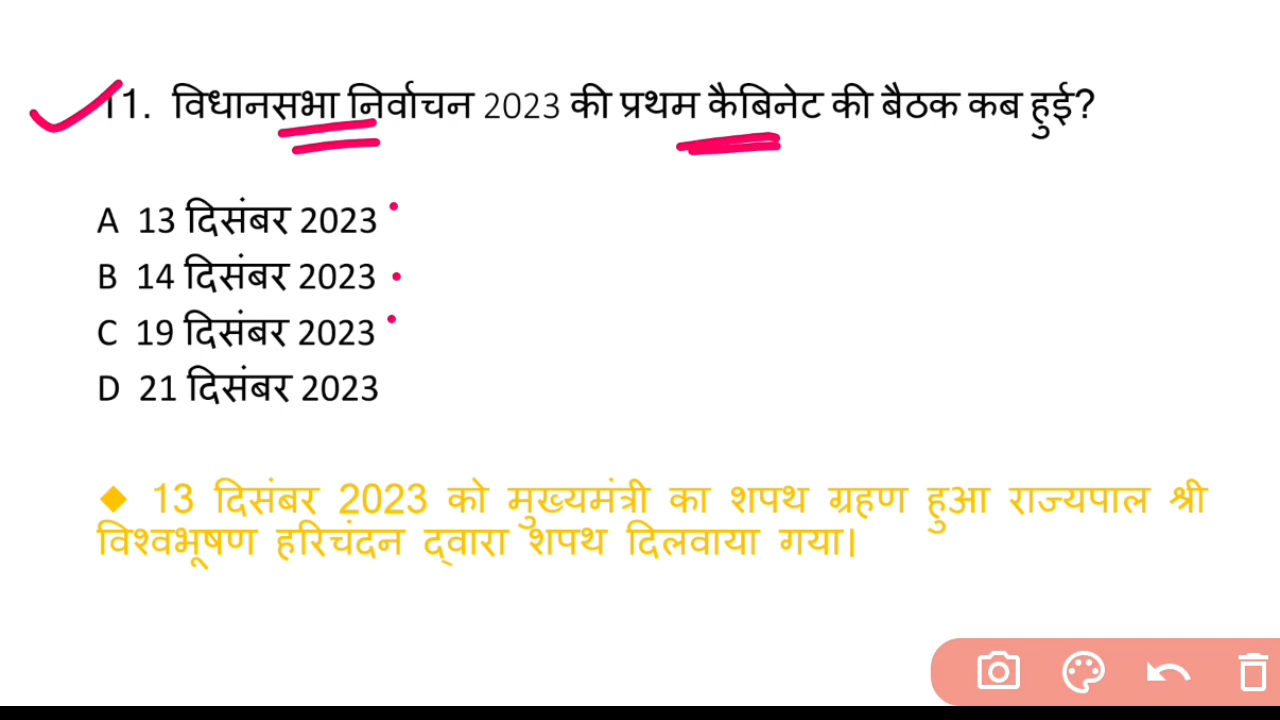 11. विधानसभा निर्वाचन 2023 की प्रथम कैबिनेट की बैठक कब हुई?
A 13 दिसंबर 2023
B 14 दिसंबर 2023
C 19 दिसंबर 2023
D 21 दिसंबर 2023
◆ 13 दिसंबर 2023 को मुख्यमंत्री का शपथ ग्रहण हुआ राज्यपाल श्री
विश्वभूषण हरिचंदन द्वारा शपथ दिलवाया गया।